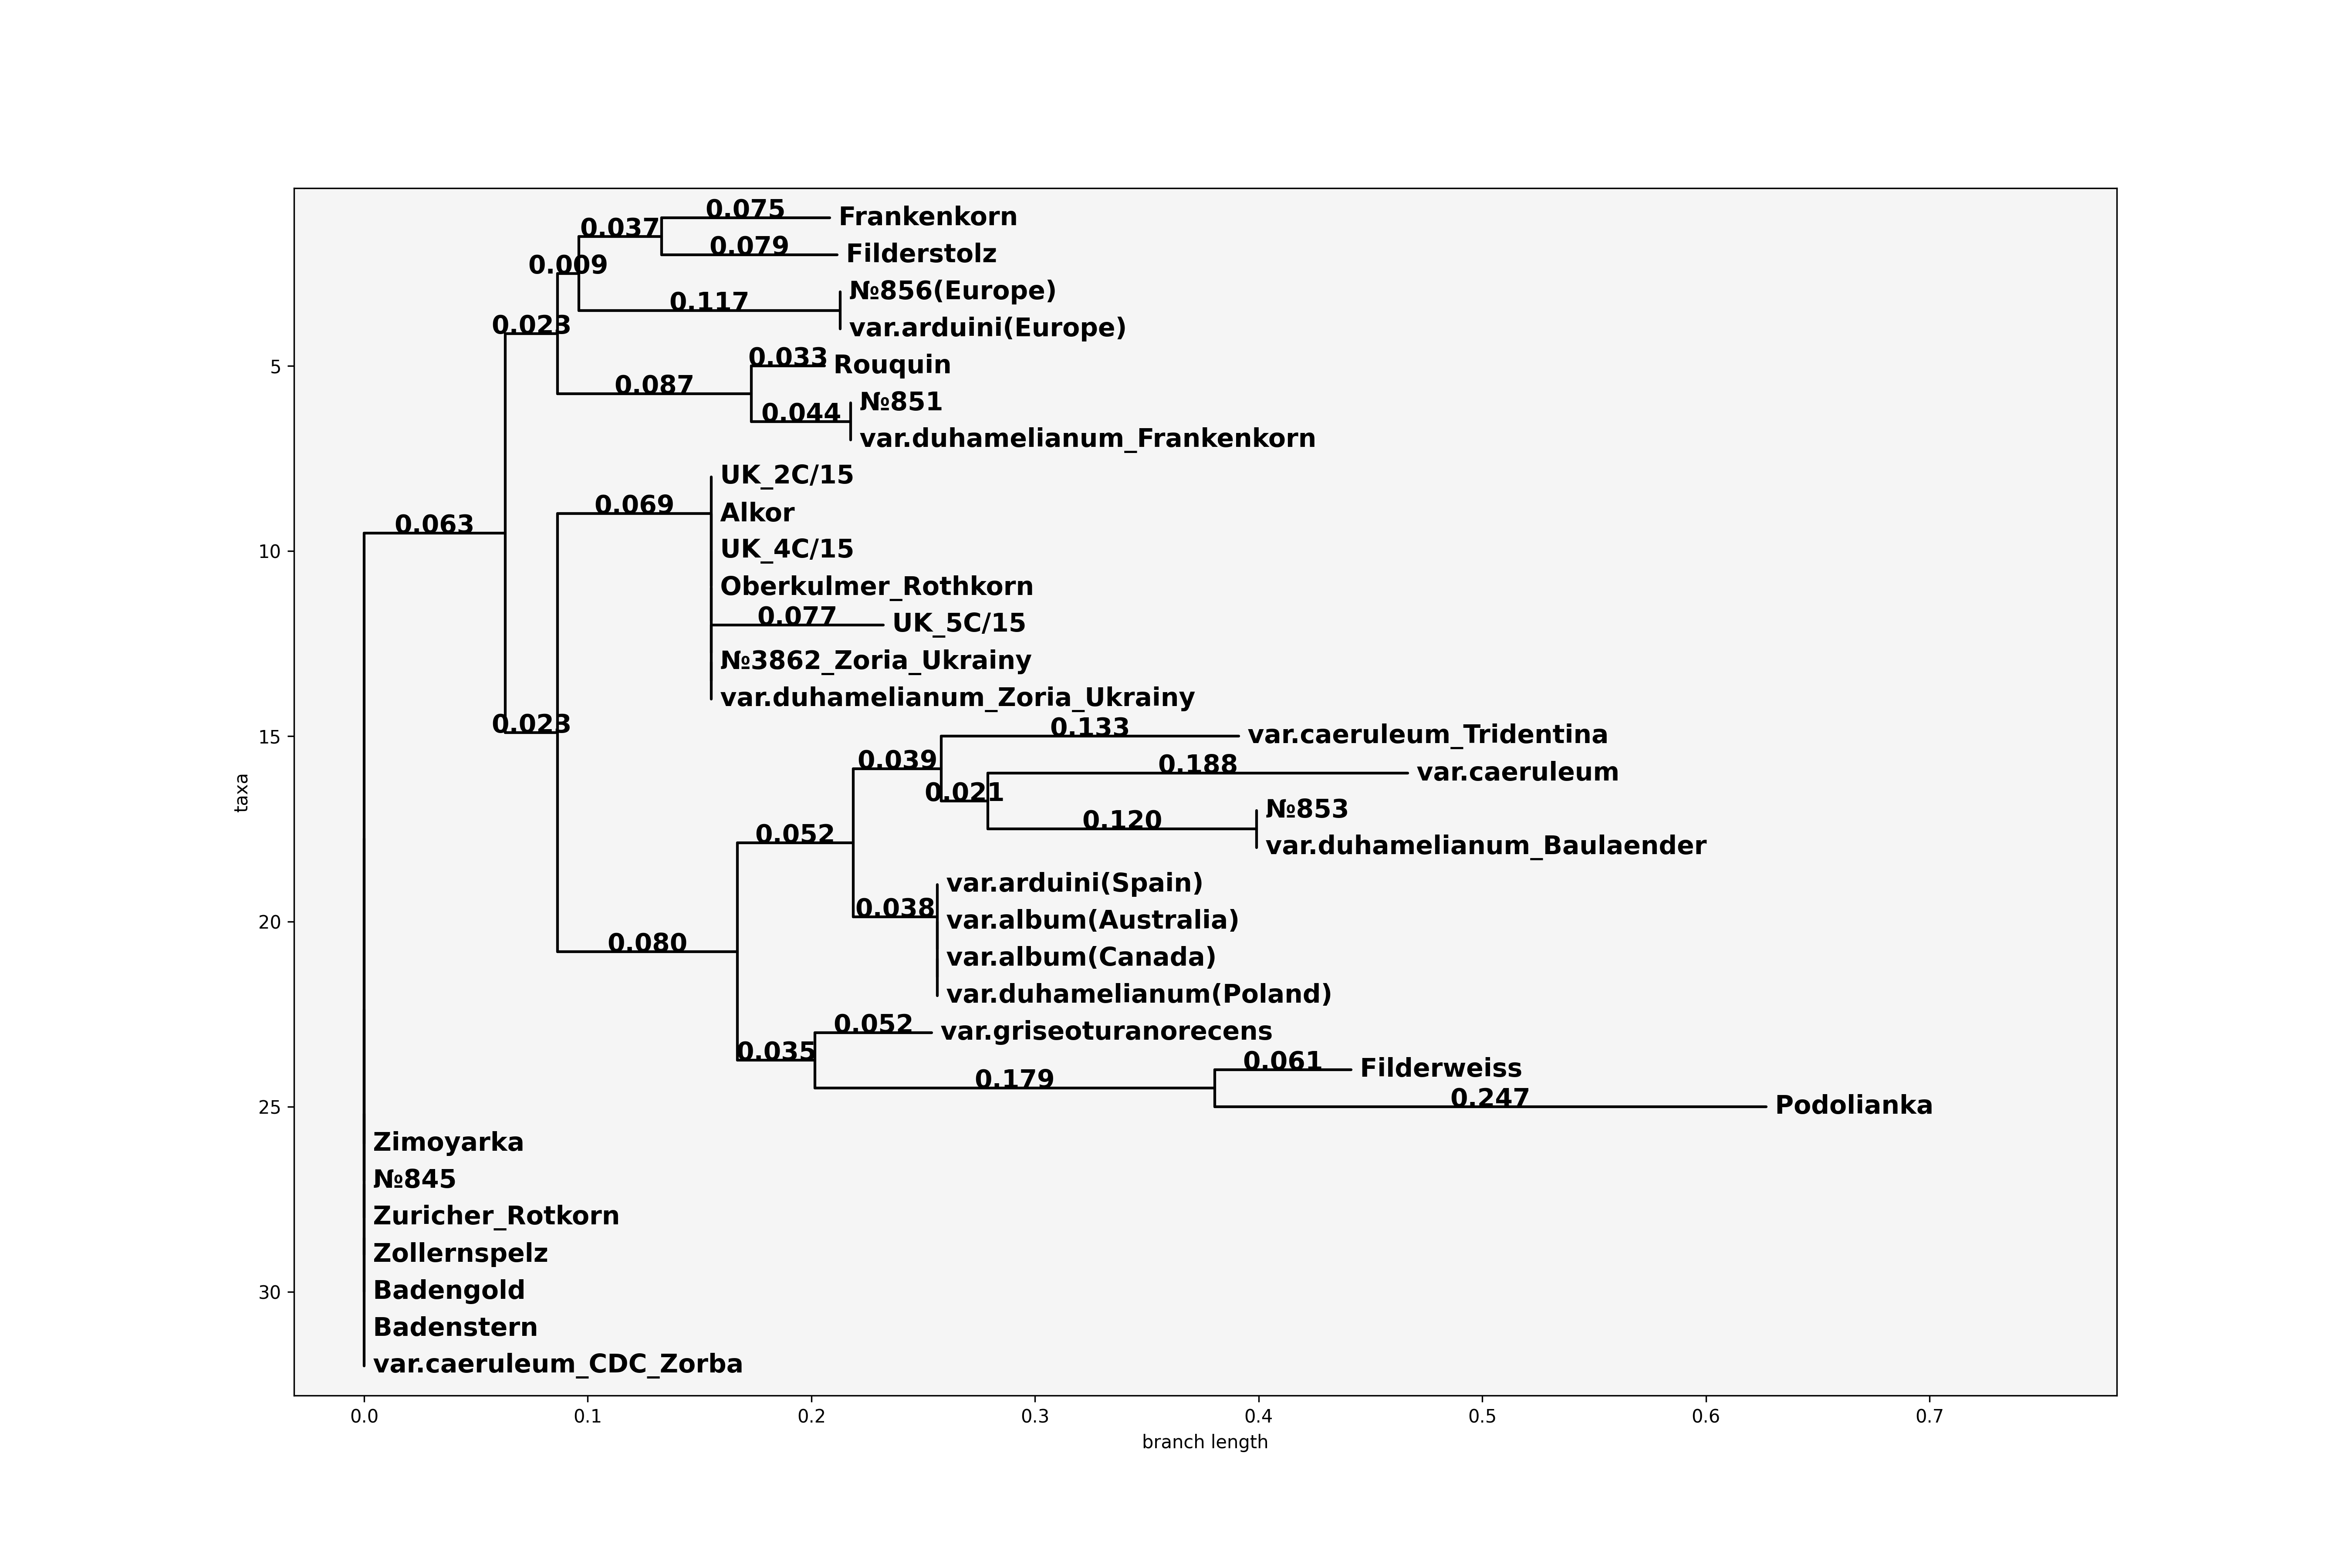 0.075
Frankenkorn
0.037
0.079
Filderstolz
0.009
№856(Europe)
0.117
var.arduini(Europe)
0.023
0.033
Rouquin
5
0.087
№851
0.044
var.duhamelianum_Frankenkorn
UK_2C/15
0.069
Alkor
0.063
10
UK_4C/15
Oberkulmer_Rothkorn
0.077
UK_5C/15
№3862_Zoria_Ukrainy
var.duhamelianum_Zoria_Ukrainy
0.023
0.133
var.caeruleum_Tridentina
15
0.039
0.188
var.caeruleum
0.021
№853
0.120
0.052
var.duhamelianum_Baulaender
var.arduini(Spain)
0.038
var.album(Australia)
20
0.080
var.album(Canada)
var.duhamelianum(Poland)
0.052
var.griseoturanorecens
0.035
0.061
Filderweiss
0.179
0.247
Podolianka
25
Zimoyarka
№845
Zuricher_Rotkorn
Zollernspelz
Badengold
30
Badenstern
var.caeruleum_CDC_Zorba
taxa
0.0 0.1 0.2 0.3 0.4 0.5 0.6 0.7
branch length